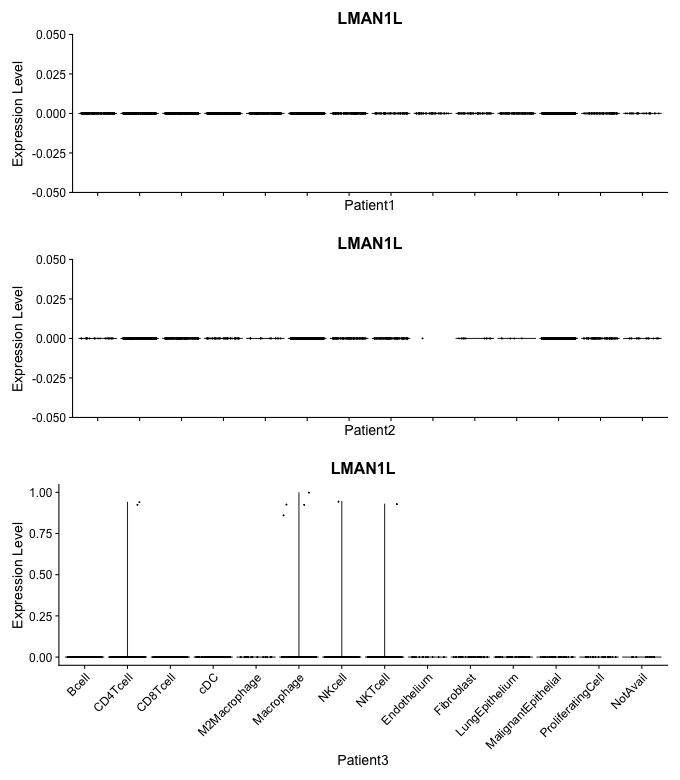 LMAN1L
Expression Level
0.050
0.025
0.000
-0.025
-0.050
Patient1
LMAN1L
Expression Level
0.050
0.025
0.000
-0.025
-0.050
Patient2
LMAN1L
Expression Level
1.00
0.75
0.50
0.25
0.00
Bcell
CD4Tcell
CD8Tcell
cDC
M2Macrophage
Macrophage
NKcell
NKTcell
Endothelium
Fibroblast
LungEpithelium
MalignantEpithelial
ProliferatingCell
NotAvail
Patient3